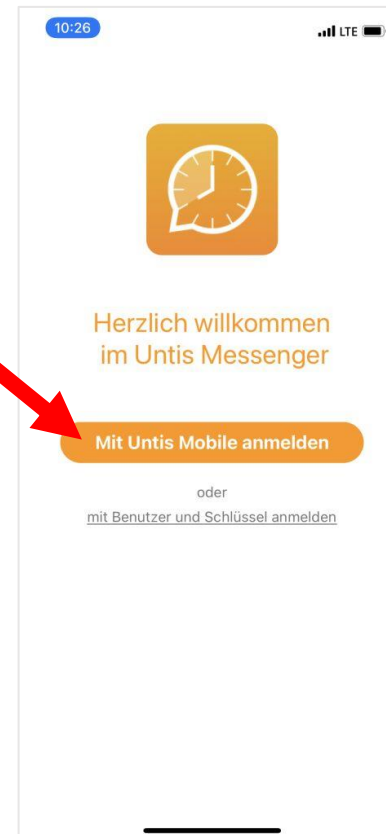 10:26
LTE
Herzlich willkommen
im Untis Messenger
Mit Untis Mobile anmelden
oder
mit Benutzer und Schlüssel anmelden